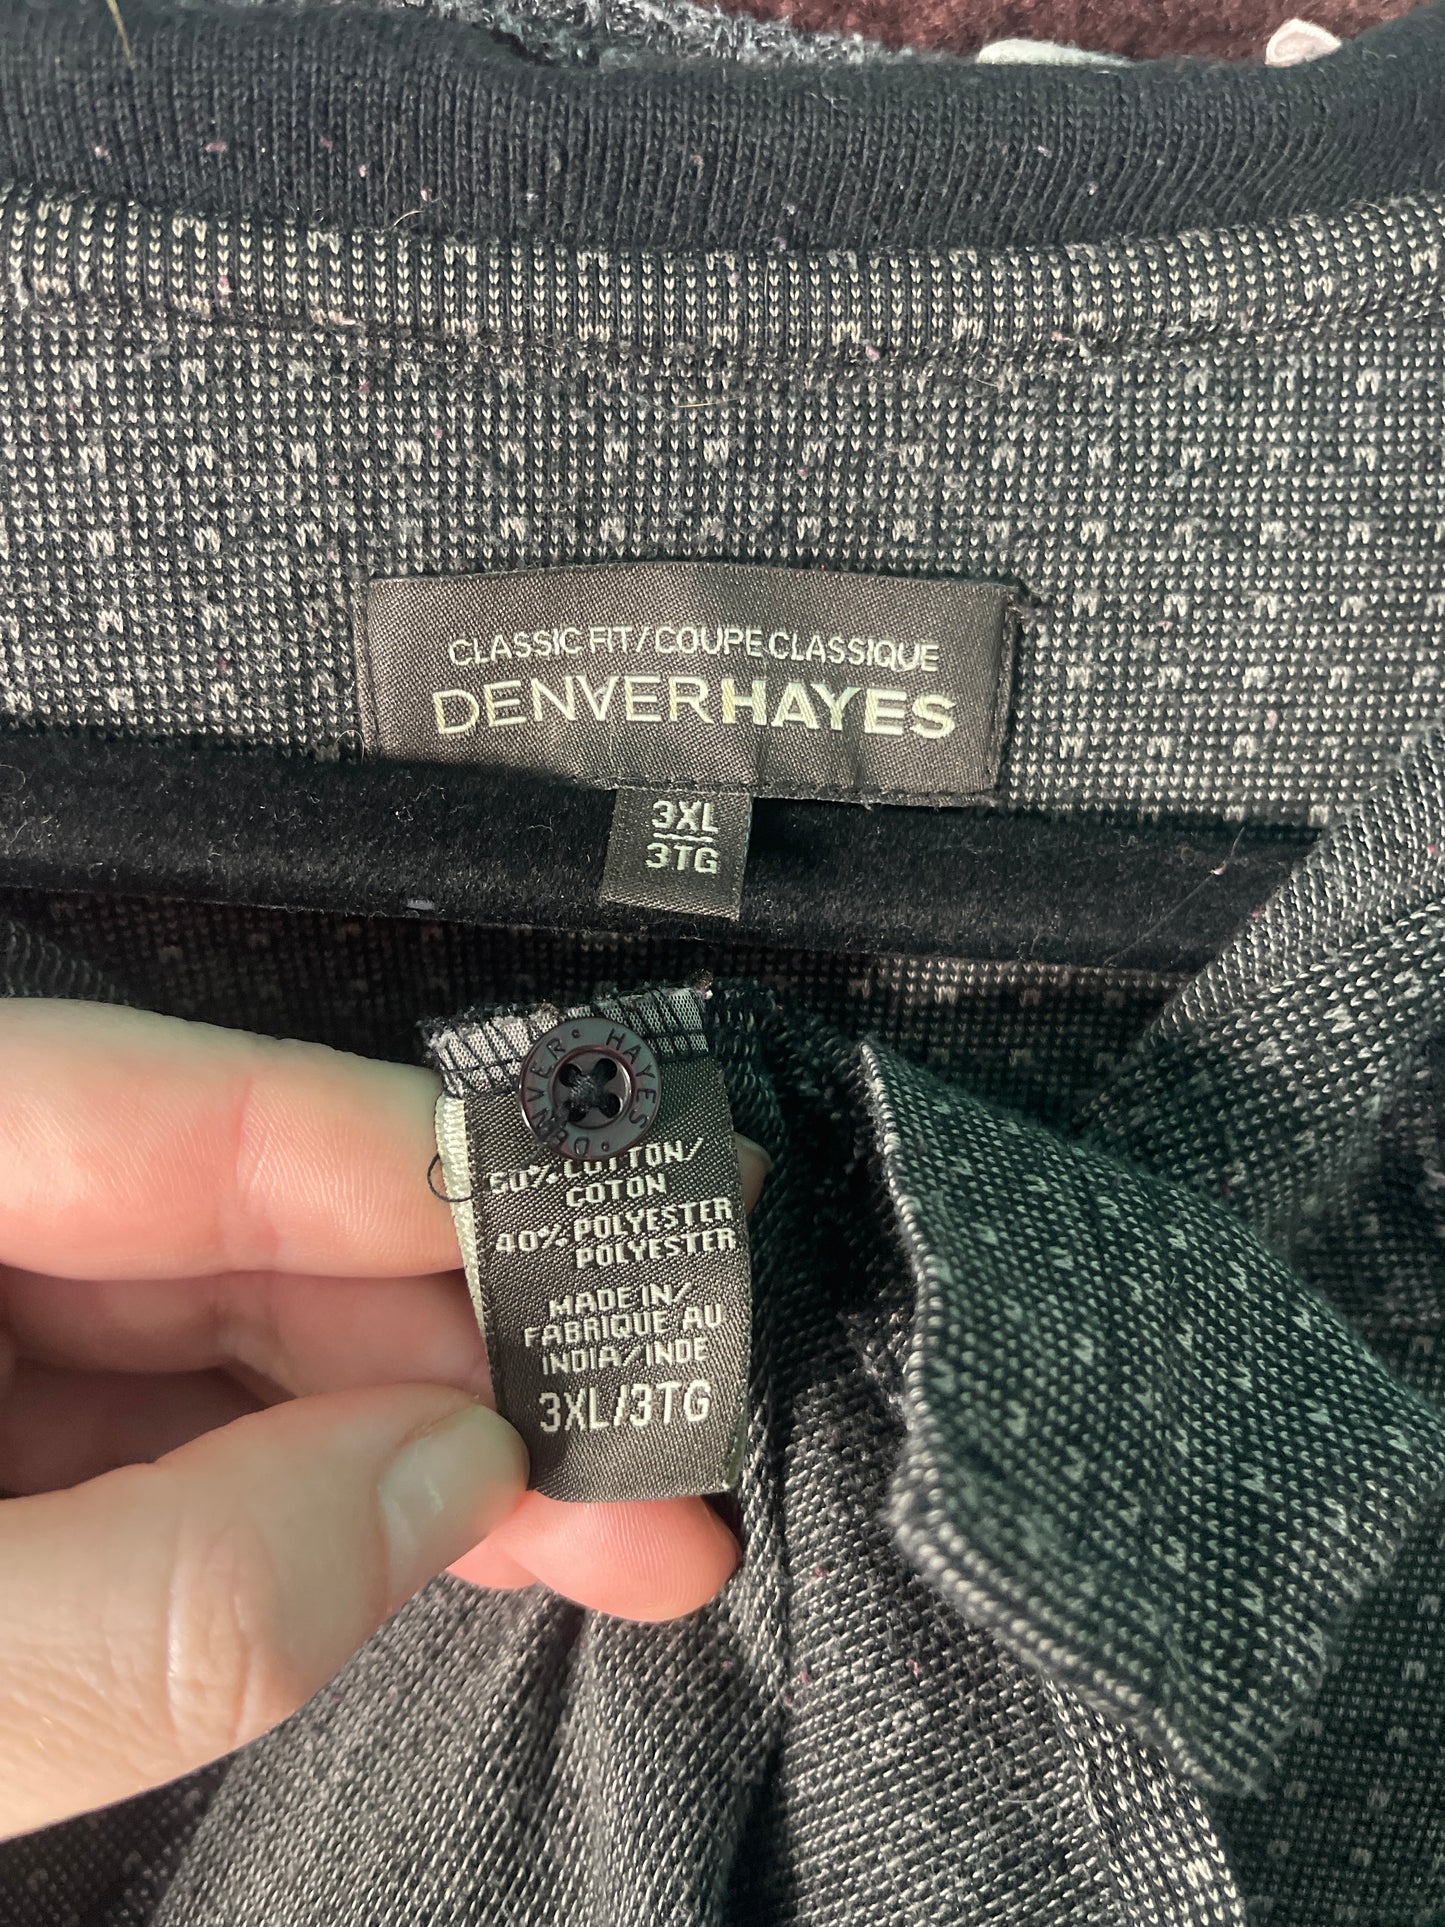 CLASSIC FIT/COUPE CLASSIQUE
DENVERHAYES
3XL
3TG
DENVER • HAYES •
60% COTTON/
COTON
40% POLYESTER
POLYESTER
MADE IN/
FABRIQUE AU
INDIA/INDE
3XL/3TG